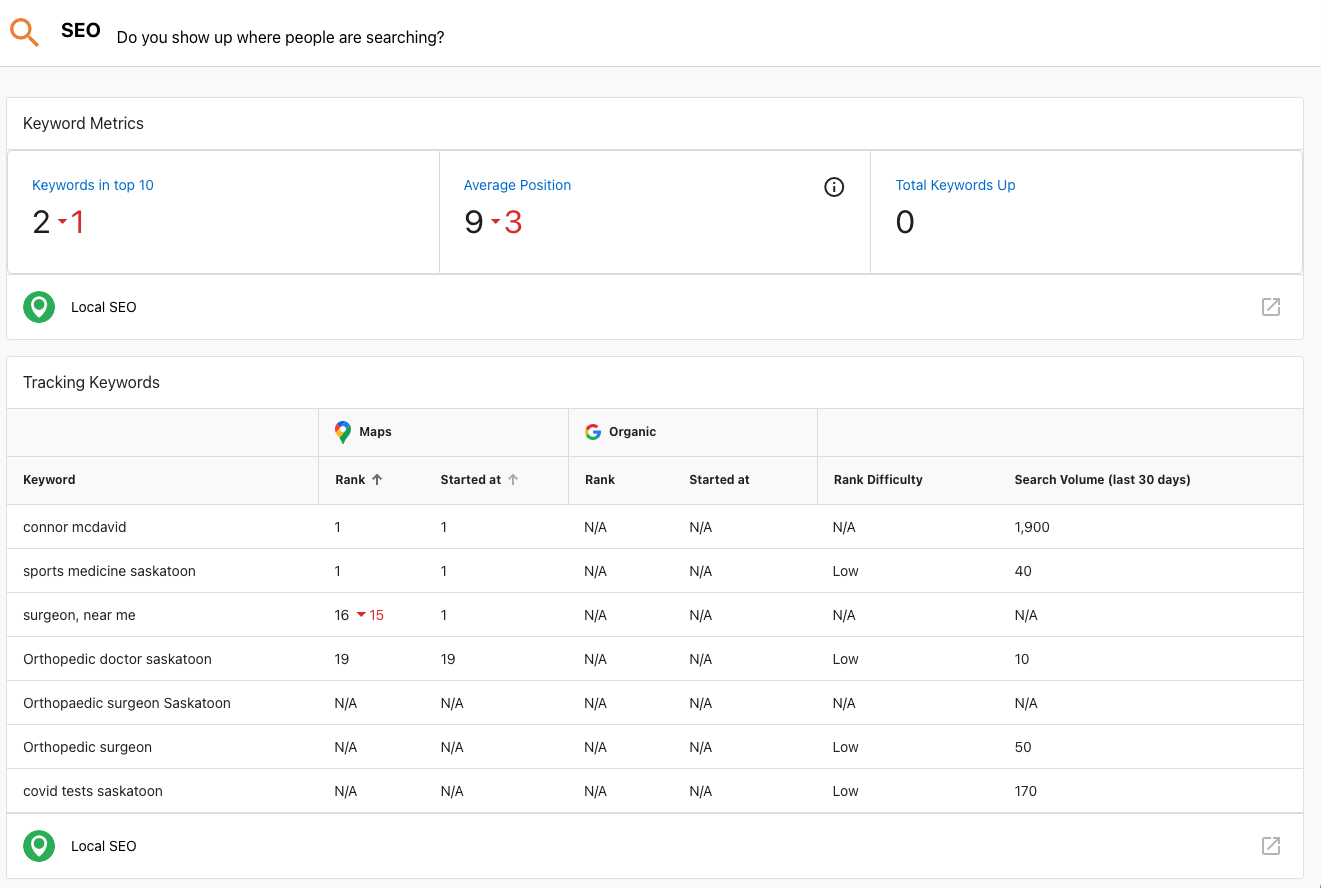 SEO Do you show up where people are searching?
Keyword Metrics
Keywords in top 10 Average Position Total Keywords Up
2 1 9 3 0
Local SEO
Tracking Keywords
Maps Organic
Keyword Rank Started at Rank Started at Rank Difficulty Search Volume (last 30 days)
connor mcdavid 1 1 N/A N/A N/A 1,900
sports medicine saskatoon 1 1 N/A N/A Low 40
surgeon, near me 16 15 1 N/A N/A N/A N/A
Orthopedic doctor saskatoon 19 19 N/A N/A Low 10
Orthopaedic surgeon Saskatoon N/A N/A N/A N/A N/A N/A
Orthopedic surgeon N/A N/A N/A N/A Low 50
covid tests saskatoon N/A N/A N/A N/A Low 170
Local SEO